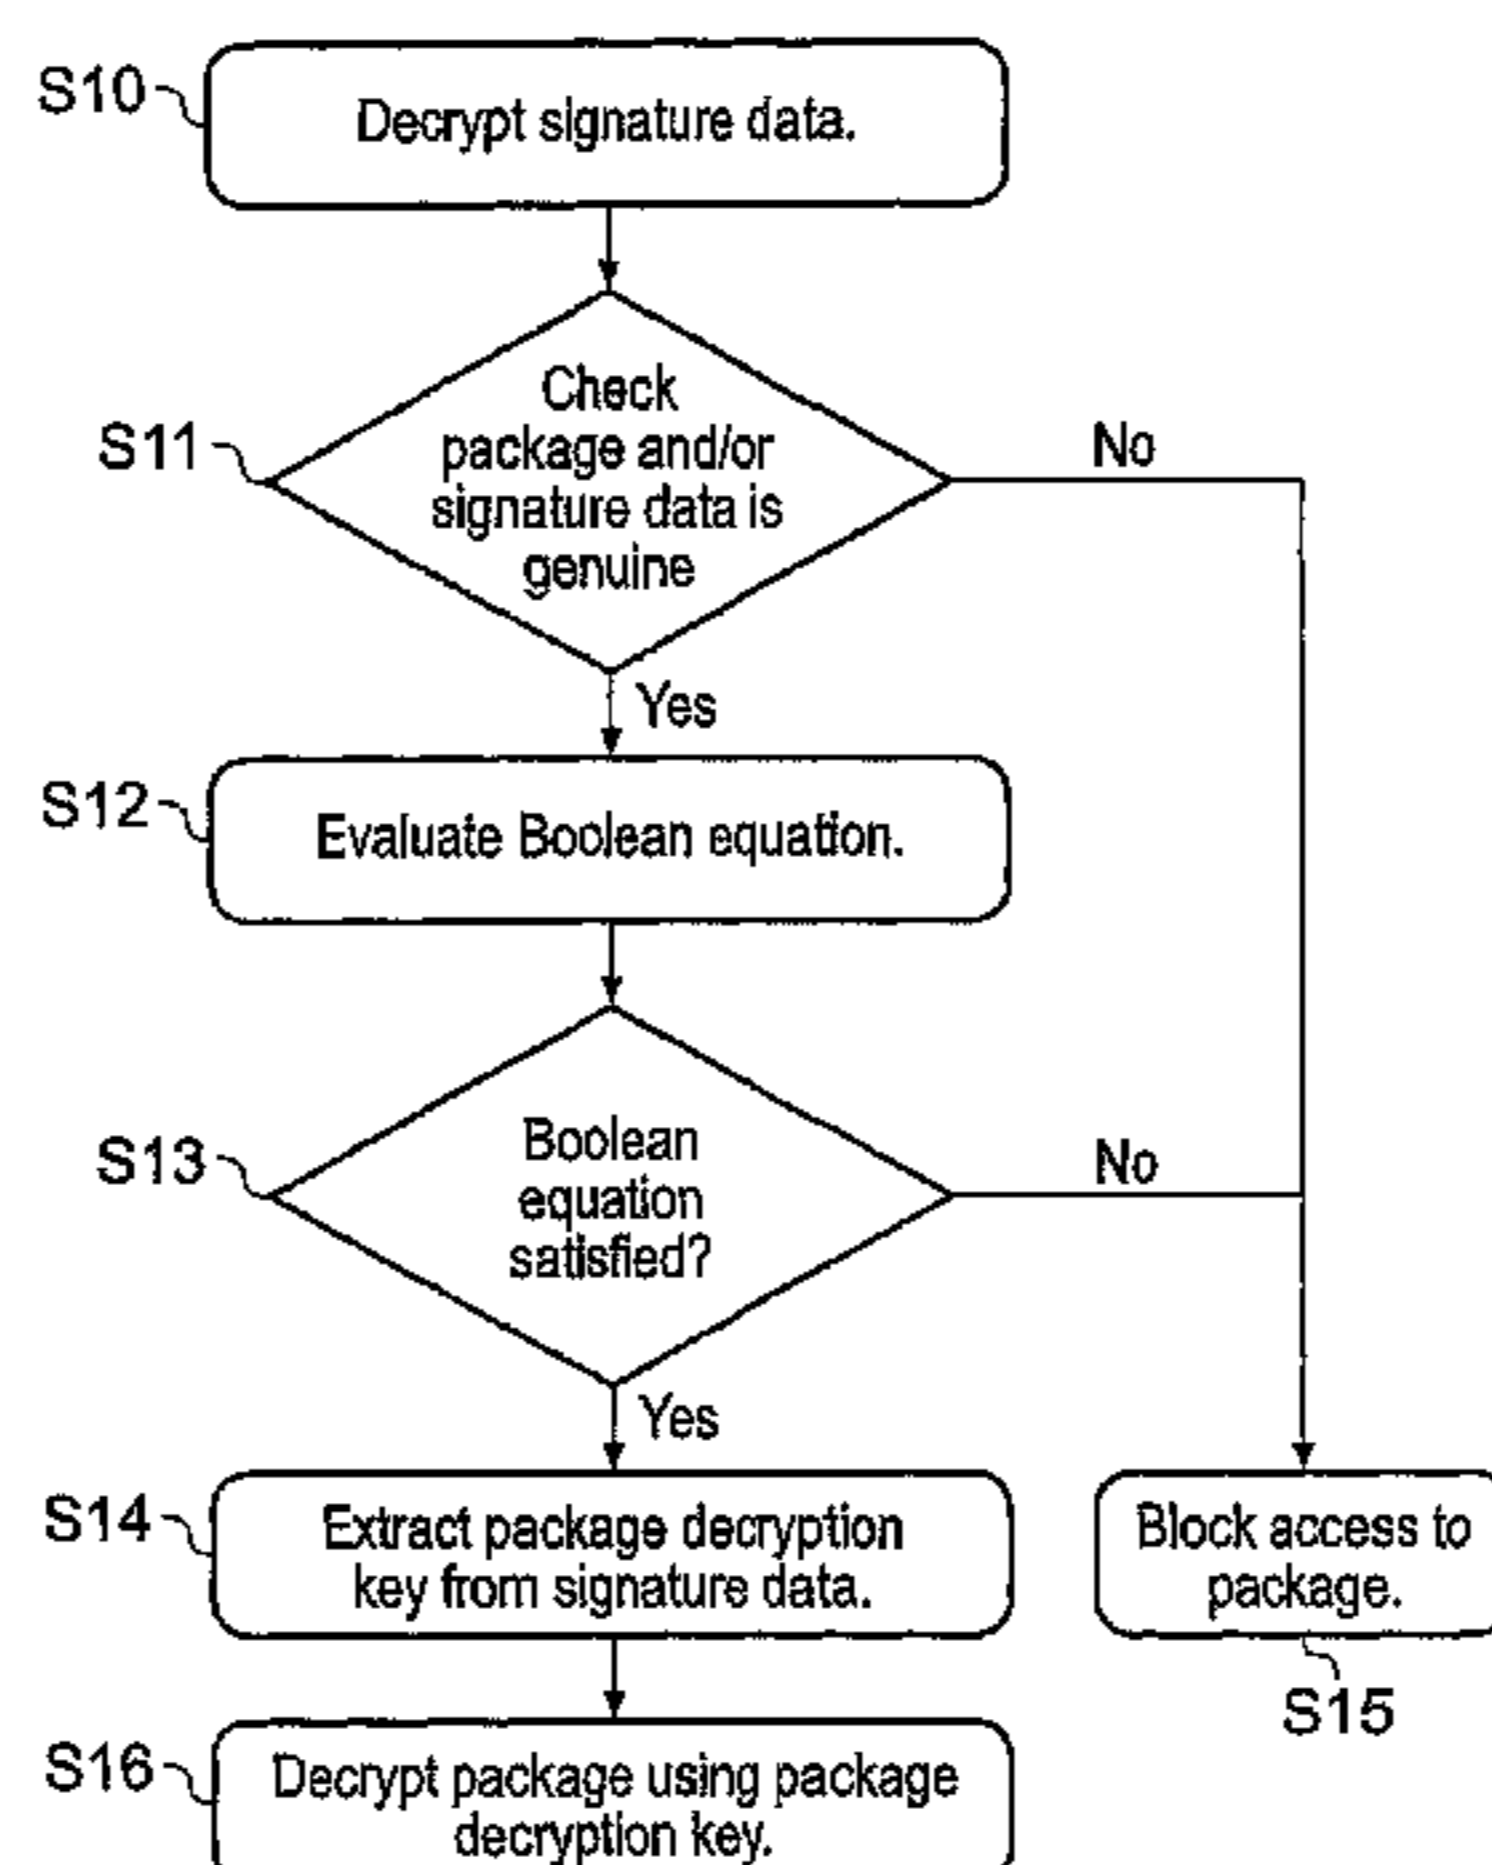 S10
Decrypt signature data.
S11
Check
package and/or
signature data is
genuine
No
Yes
S12
Evaluate Boolean equation.
S13
Boolean
equation
satisfied?
No
Yes
S14
Extract package decryption
key from signature data.
Block access to
package.
S15
S16
Decrypt package using package
decryption key.